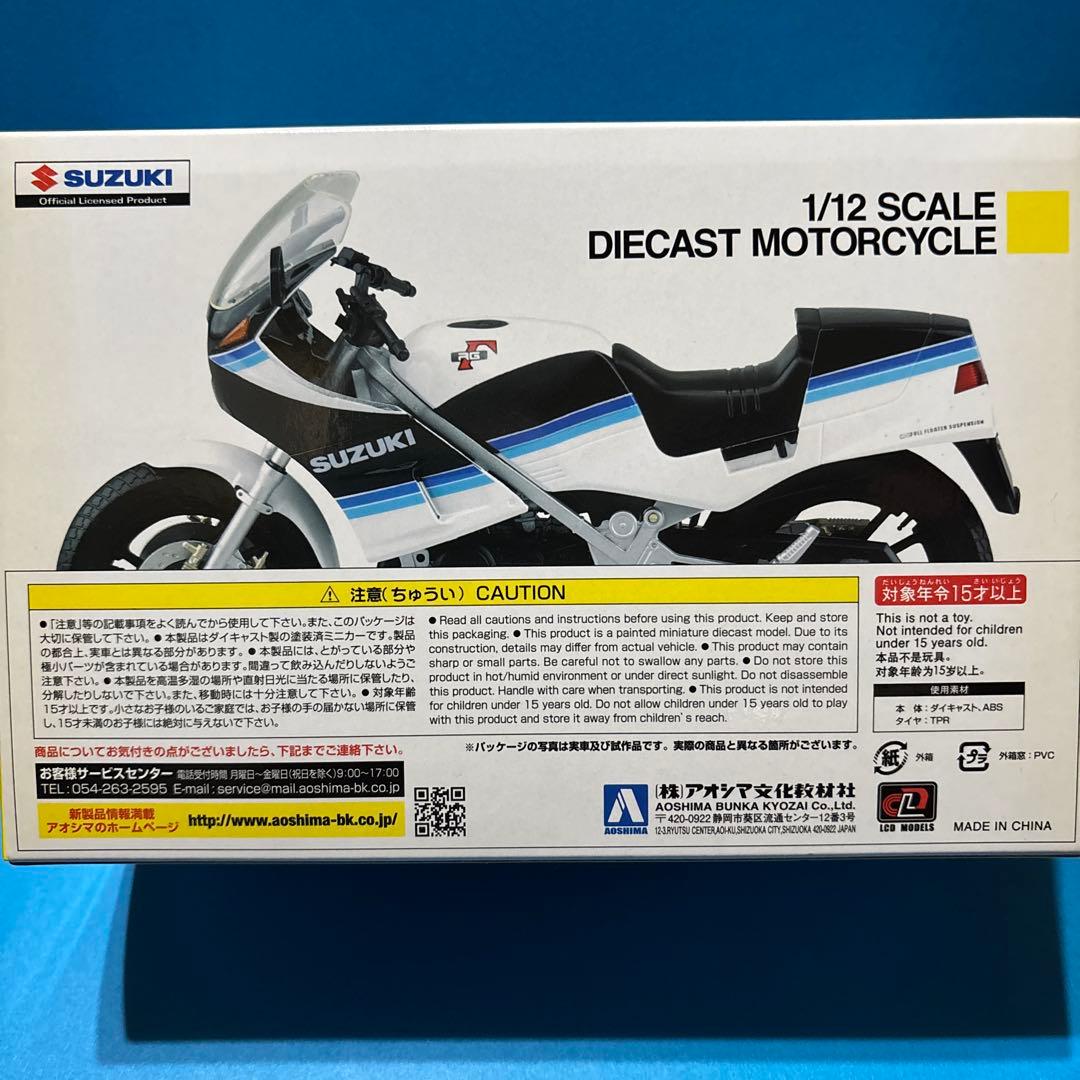 SUZUKI
Official Licensed Product
1/12 SCALE
DIECAST MOTORCYCLE
RG Γ
SUZUKI
FULL FLOATER SUSPENSION
⚠ 注意(ちゅうい) CAUTION
●「注意」等の記載事項をよく読んでから使用して下さい。また、このパッケージは
大切に保管して下さい。● 本製品はダイキャスト製の塗装済ミニカーです。製品
の都合上、実車とは異なる部分があります。● 本製品には、とがっている部分や
極小パーツが含まれている場合があります。間違って飲み込んだりしないようご
注意下さい。● 本製品を高温多湿の場所や直射日光に当たる場所に保管したり、
分解したりしないで下さい。また、移動時には十分注意して下さい。● 対象年齢
15才以上です。小さなお子様のいるご家庭では、お子様の手の届かない場所に保管
し、15才未満のお子様には絶対に与えないで下さい。
● Read all cautions and instructions before using this product. Keep and store
this packaging. ● This product is a painted miniature diecast model. Due to its
construction, details may differ from actual vehicle. ● This product may contain
sharp or small parts. Be careful not to swallow any parts. ● Do not store this
product in hot/humid environment or under direct sunlight. Do not disassemble
this product. Handle with care when transporting. ● This product is not intended
for children under 15 years old. Do not allow children under 15 years old to play
with this product and store it away from children`s reach.
だいしょうねんれい さいいじょう
対象年令15才以上
This is not a toy.
Not intended for children
under 15 years old.
本品不是玩具。
对象年龄为15岁以上。
使用素材
本 体:ダイキャスト、ABS
タイヤ:TPR
商品についてお気付きの点がございましたら、下記までご連絡下さい。
お客様サービスセンター 電話受付時間 月曜日〜金曜日(祝日を除く)9:00〜17:00
TEL:054-263-2595 E-mail:service@mail.aoshima-bk.co.jp
新製品情報満載
アオシマのホームページ
http://www.aoshima-bk.co.jp/
※パッケージの写真は実車及び試作品です。実際の商品と異なる箇所がございます。
AOSHIMA
(株)アオシマ文化教材社
AOSHIMA BUNKA KYOZAI Co.,Ltd.
〒420-0922 静岡市葵区流通センター12番3号
12-3,RYUTSU CENTER,AOI-KU,SHIZUOKA CITY,SHIZUOKA 420-0922 JAPAN
紙 外箱
プラ 外箱窓:PVC
LCD MODELS
MADE IN CHINA